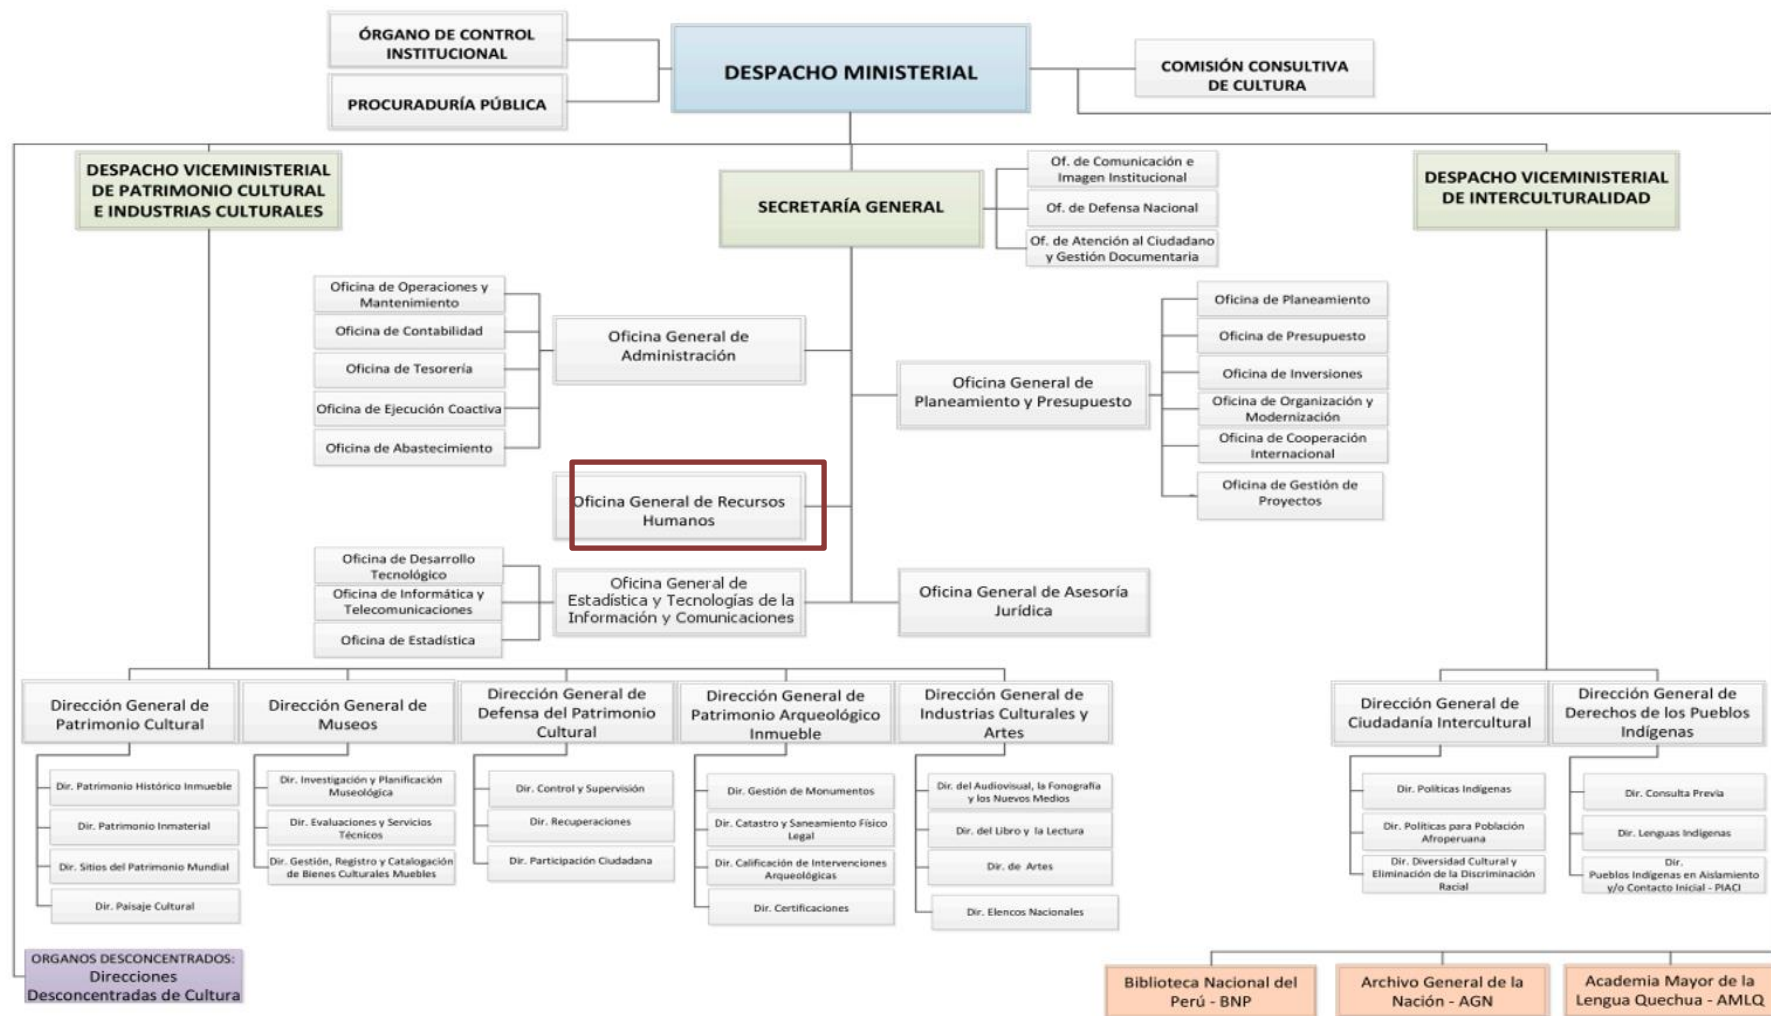 ÓRGANO DE CONTROL
INSTITUCIONAL
PROCURADURÍA PÚBLICA
DESPACHO MINISTERIAL
COMISIÓN CONSULTIVA
DE CULTURA
DESPACHO VICEMINISTERIAL
DE PATRIMONIO CULTURAL
E INDUSTRIAS CULTURALES
SECRETARÍA GENERAL
Of. de Comunicación e
Imagen Institucional
Of. de Defensa Nacional
Of. de Atención al Ciudadano
y Gestión Documentaria
DESPACHO VICEMINISTERIAL
DE INTERCULTURALIDAD
Oficina de Operaciones y
Mantenimiento
Oficina de Contabilidad
Oficina de Tesorería
Oficina de Ejecución Coactiva
Oficina de Abastecimiento
Oficina General de
Administración
Oficina General de
Planeamiento y Presupuesto
Oficina de Planeamiento
Oficina de Presupuesto
Oficina de Inversiones
Oficina de Organización y
Modernización
Oficina de Cooperación
Internacional
Oficina de Gestión de
Proyectos
Oficina General de Recursos
Humanos
Oficina de Desarrollo
Tecnológico
Oficina de Informática y
Telecomunicaciones
Oficina de Estadística
Oficina General de
Estadística y Tecnologías de la
Información y Comunicaciones
Oficina General de Asesoría
Jurídica
Dirección General de
Patrimonio Cultural
Dir. Patrimonio Histórico Inmueble
Dir. Patrimonio Inmaterial
Dir. Sitios del Patrimonio Mundial
Dir. Paisaje Cultural
Dirección General de
Museos
Dir. Investigación y Planificación
Museológica
Dir. Evaluaciones y Servicios
Técnicos
Dir. Gestión, Registro y Catalogación
de Bienes Culturales Muebles
Dirección General de
Defensa del Patrimonio
Cultural
Dir. Control y Supervisión
Dir. Recuperaciones
Dir. Participación Ciudadana
Dirección General de
Patrimonio Arqueológico
Inmueble
Dir. Gestión de Monumentos
Dir. Catastro y Saneamiento Físico
Legal
Dir. Calificación de Intervenciones
Arqueológicas
Dir. Certificaciones
Dirección General de
Industrias Culturales y
Artes
Dir. del Audiovisual, la Fonografía
y los Nuevos Medios
Dir. del Libro y la Lectura
Dir. de Artes
Dir. Elencos Nacionales
Dirección General de
Ciudadanía Intercultural
Dir. Políticas Indígenas
Dir. Políticas para Población
Afroperuana
Dir. Diversidad Cultural y
Eliminación de la Discriminación
Racial
Dirección General de
Derechos de los Pueblos
Indígenas
Dir. Consulta Previa
Dir. Lenguas Indígenas
Dir.
Pueblos Indígenas en Aislamiento
y/o Contacto Inicial - PIACI
ORGANOS DESCONCENTRADOS:
Direcciones
Desconcentradas de Cultura
Biblioteca Nacional del
Perú - BNP
Archivo General de la
Nación - AGN
Academia Mayor de la
Lengua Quechua - AMLQ